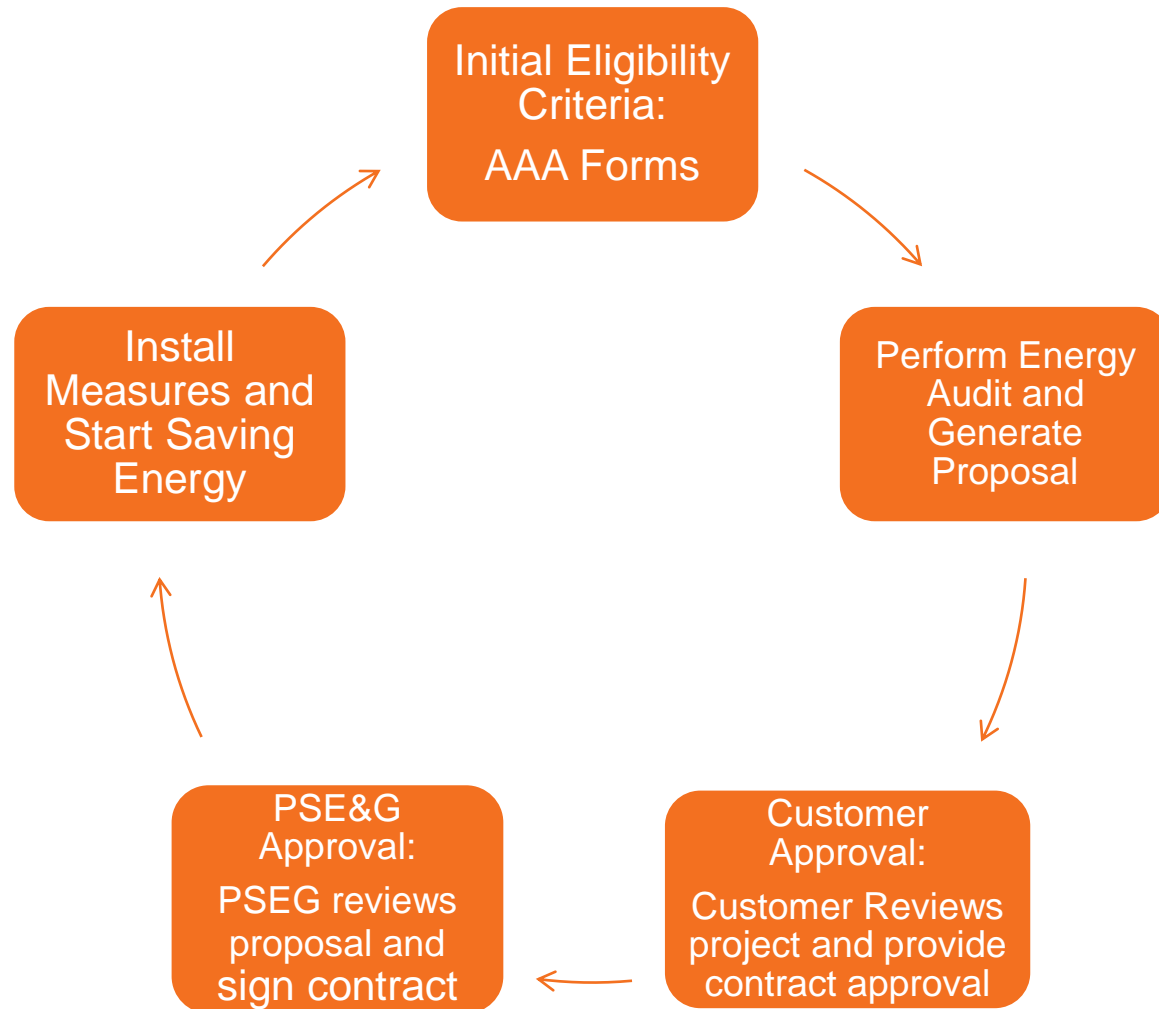 Initial Eligibility
Criteria:
AAA Forms
Perform Energy
Audit and
Generate
Proposal
Customer
Approval:
Customer Reviews
project and provide
contract approval
PSE&G
Approval:
PSEG reviews
proposal and
sign contract
Install
Measures and
Start Saving
Energy